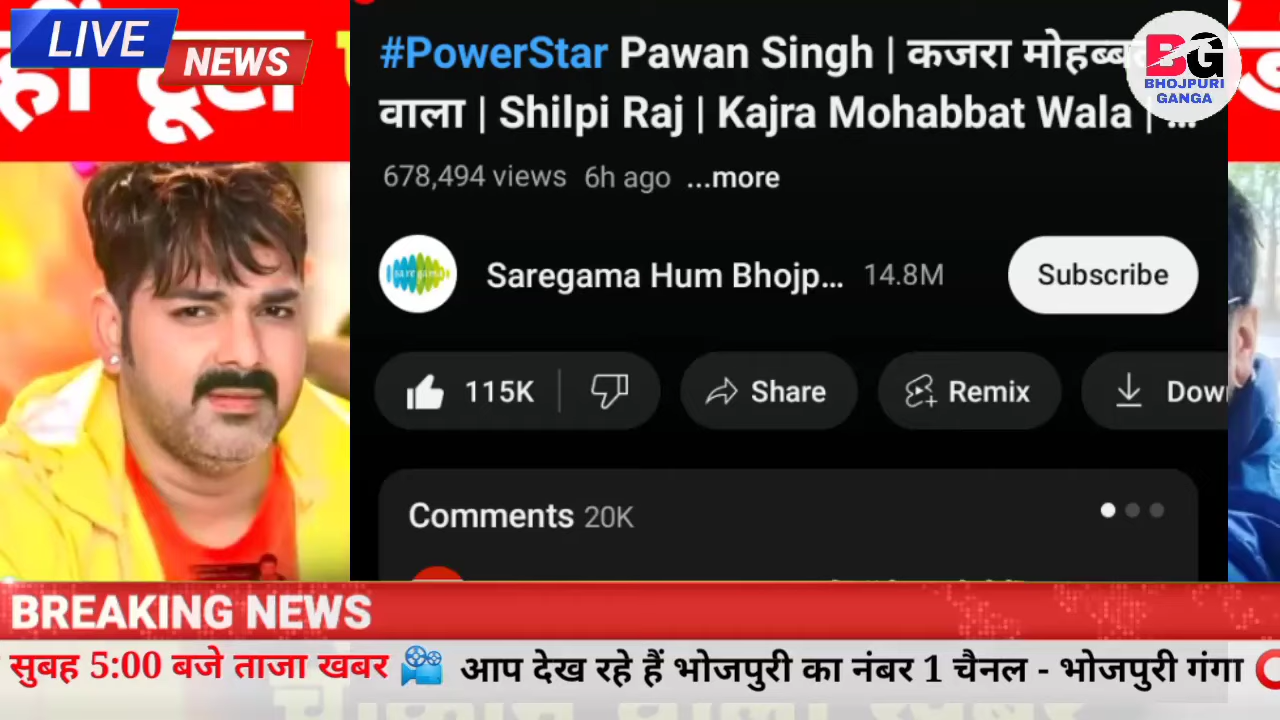 LIVE
NEWS
#PowerStar Pawan Singh | कजरा
वाला | Shilpi Raj | Kajra Mohabbat Wala | ...
BG
BHOJPURI
GANGA
678,494 views 6h ago ...more
saregama
Saregama Hum Bhojp... 14.8M
Subscribe
115K
Share
Remix
Comments 20K
BREAKING NEWS
सुबह 5:00 बजे ताजा खबर 🎥 आप देख रहे हैं भोजपुरी का नंबर 1 चैनल - भोजपुरी गंगा